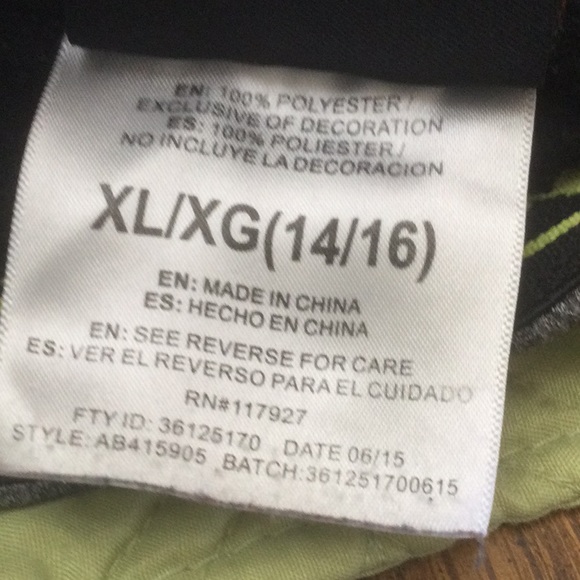 EN: 100% POLYESTER /
EXCLUSIVE OF DECORATION
ES: 100% POLIESTER /
NO INCLUYE LA DECORACION
XL/XG(14/16)
EN: MADE IN CHINA
ES: HECHO EN CHINA
EN: SEE REVERSE FOR CARE
ES: VER EL REVERSO PARA EL CUIDADO
RN#117927
FTY ID: 36125170 DATE 06/15
STYLE: AB415905 BATCH:361251700615